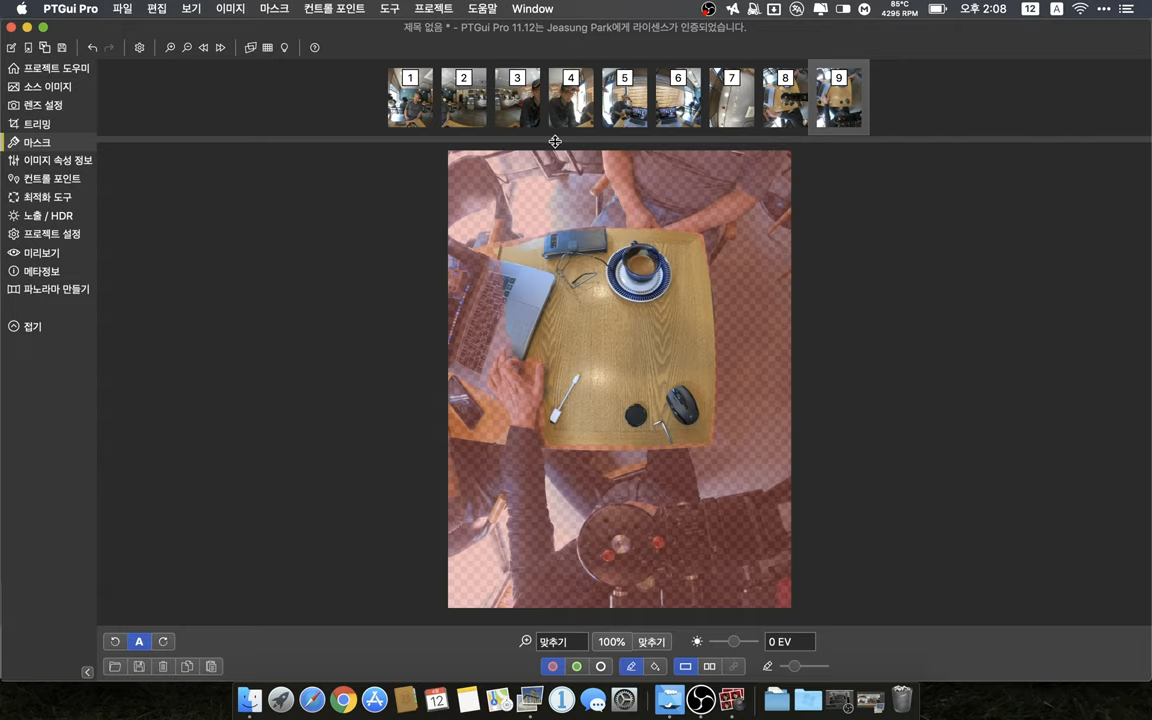 PTGui Pro 파일 편집 보기 이미지 마스크 컨트롤 포인트 도구 프로젝트 도움말 Window 85°C 4295 RPM 오후 2:08 12 A
제목 없음 * - PTGui Pro 11.12는 Jeasung Park에게 라이센스가 인증되었습니다.
프로젝트 도우미
소스 이미지
렌즈 설정
트리밍
마스크
이미지 속성 정보
컨트롤 포인트
최적화 도구
노출 / HDR
프로젝트 설정
미리보기
메타정보
파노라마 만들기
접기
1 2 3 4 5 6 7 8 9
A 맞추기 100% 맞추기 0 EV
12